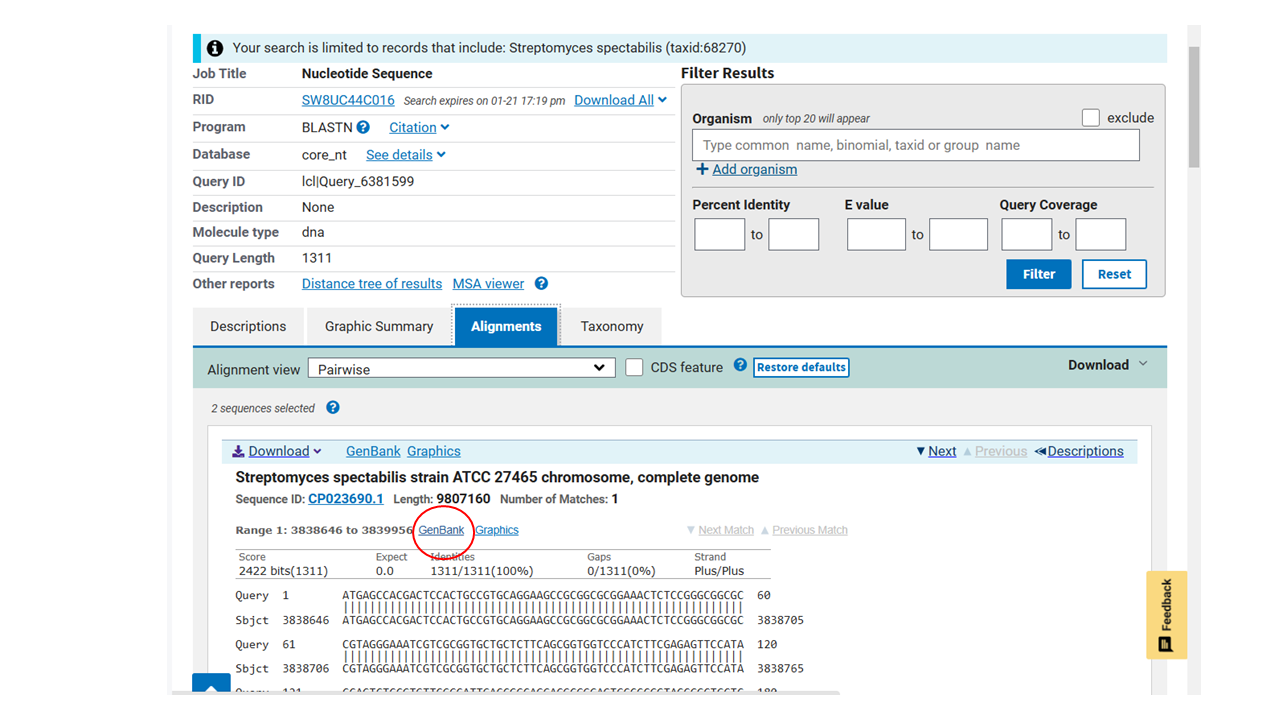 Your search is limited to records that include: Streptomyces spectabilis (taxid:68270)
Job Title Nucleotide Sequence
RID SW8UC44C016 Search expires on 01-21 17:19 pm Download All
Program BLASTN Citation
Database core_nt See details
Query ID lcl|Query_6381599
Description None
Molecule type dna
Query Length 1311
Other reports Distance tree of results MSA viewer
Filter Results
Organism only top 20 will appear exclude
Type common name, binomial, taxid or group name
Add organism
Percent Identity E value Query Coverage
to to to
Filter Reset
Descriptions Graphic Summary Alignments Taxonomy
Alignment view Pairwise CDS feature Restore defaults Download
2 sequences selected
Download GenBank Graphics Next Previous Descriptions
Streptomyces spectabilis strain ATCC 27465 chromosome, complete genome
Sequence ID: CP023690.1 Length: 9807160 Number of Matches: 1
Range 1: 3838646 to 3839956 GenBank Graphics Next Match Previous Match
Score Expect Identities Gaps Strand
2422 bits(1311) 0.0 1311/1311(100%) 0/1311(0%) Plus/Plus
Query 1 ATGAGCCACGACTCCACTGCCGTGCAGGAAGCCGCGGCGCGGAAACTCTCCGGGCGGCGC 60
Sbjct 3838646 ATGAGCCACGACTCCACTGCCGTGCAGGAAGCCGCGGCGCGGAAACTCTCCGGGCGGCGC 3838705
Query 61 CGTAGGGAAATCGTCGCGGTGCTGCTCTTCAGCGGTGGTCCCATCTTCGAGAGTTCCATA 120
Sbjct 3838706 CGTAGGGAAATCGTCGCGGTGCTGCTCTTCAGCGGTGGTCCCATCTTCGAGAGTTCCATA 3838765
Feedback